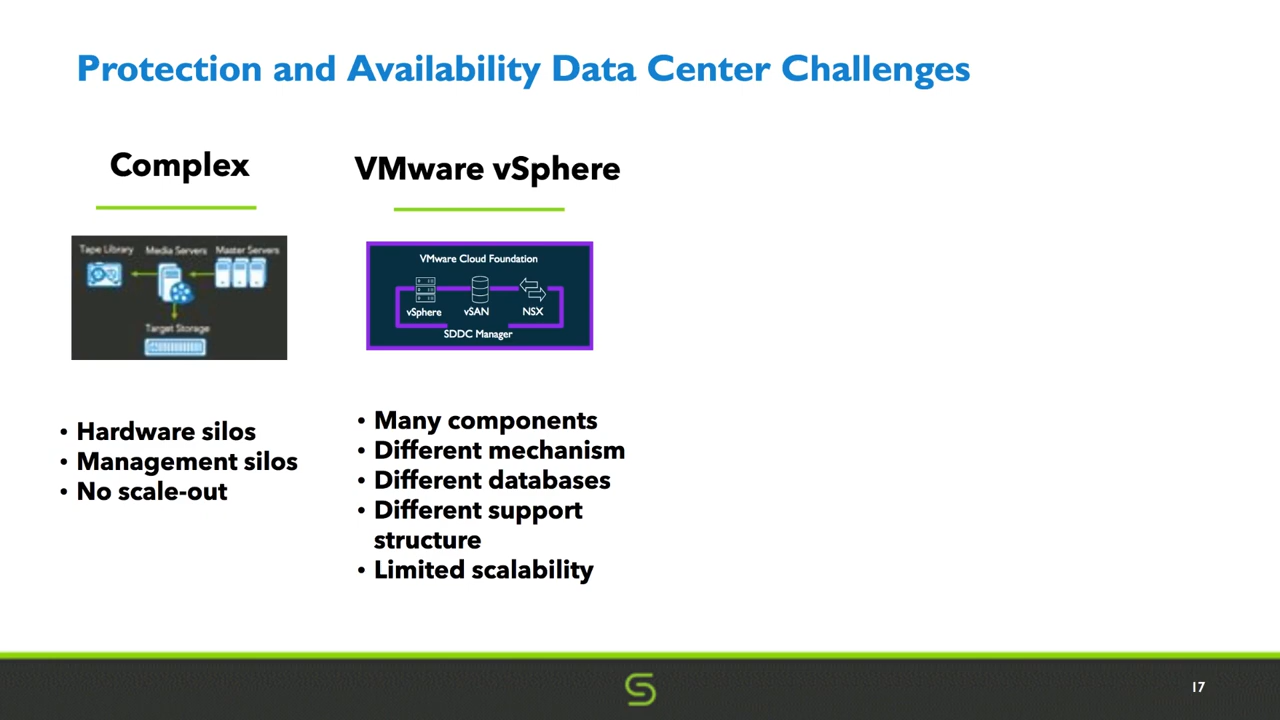 Protection and Availability Data Center Challenges
Complex
Tape Library Media Servers Master Servers
Target Storage
• Hardware silos
• Management silos
• No scale-out
VMware vSphere
VMware Cloud Foundation
vSphere vSAN NSX
SDDC Manager
• Many components
• Different mechanism
• Different databases
• Different support
structure
• Limited scalability
17